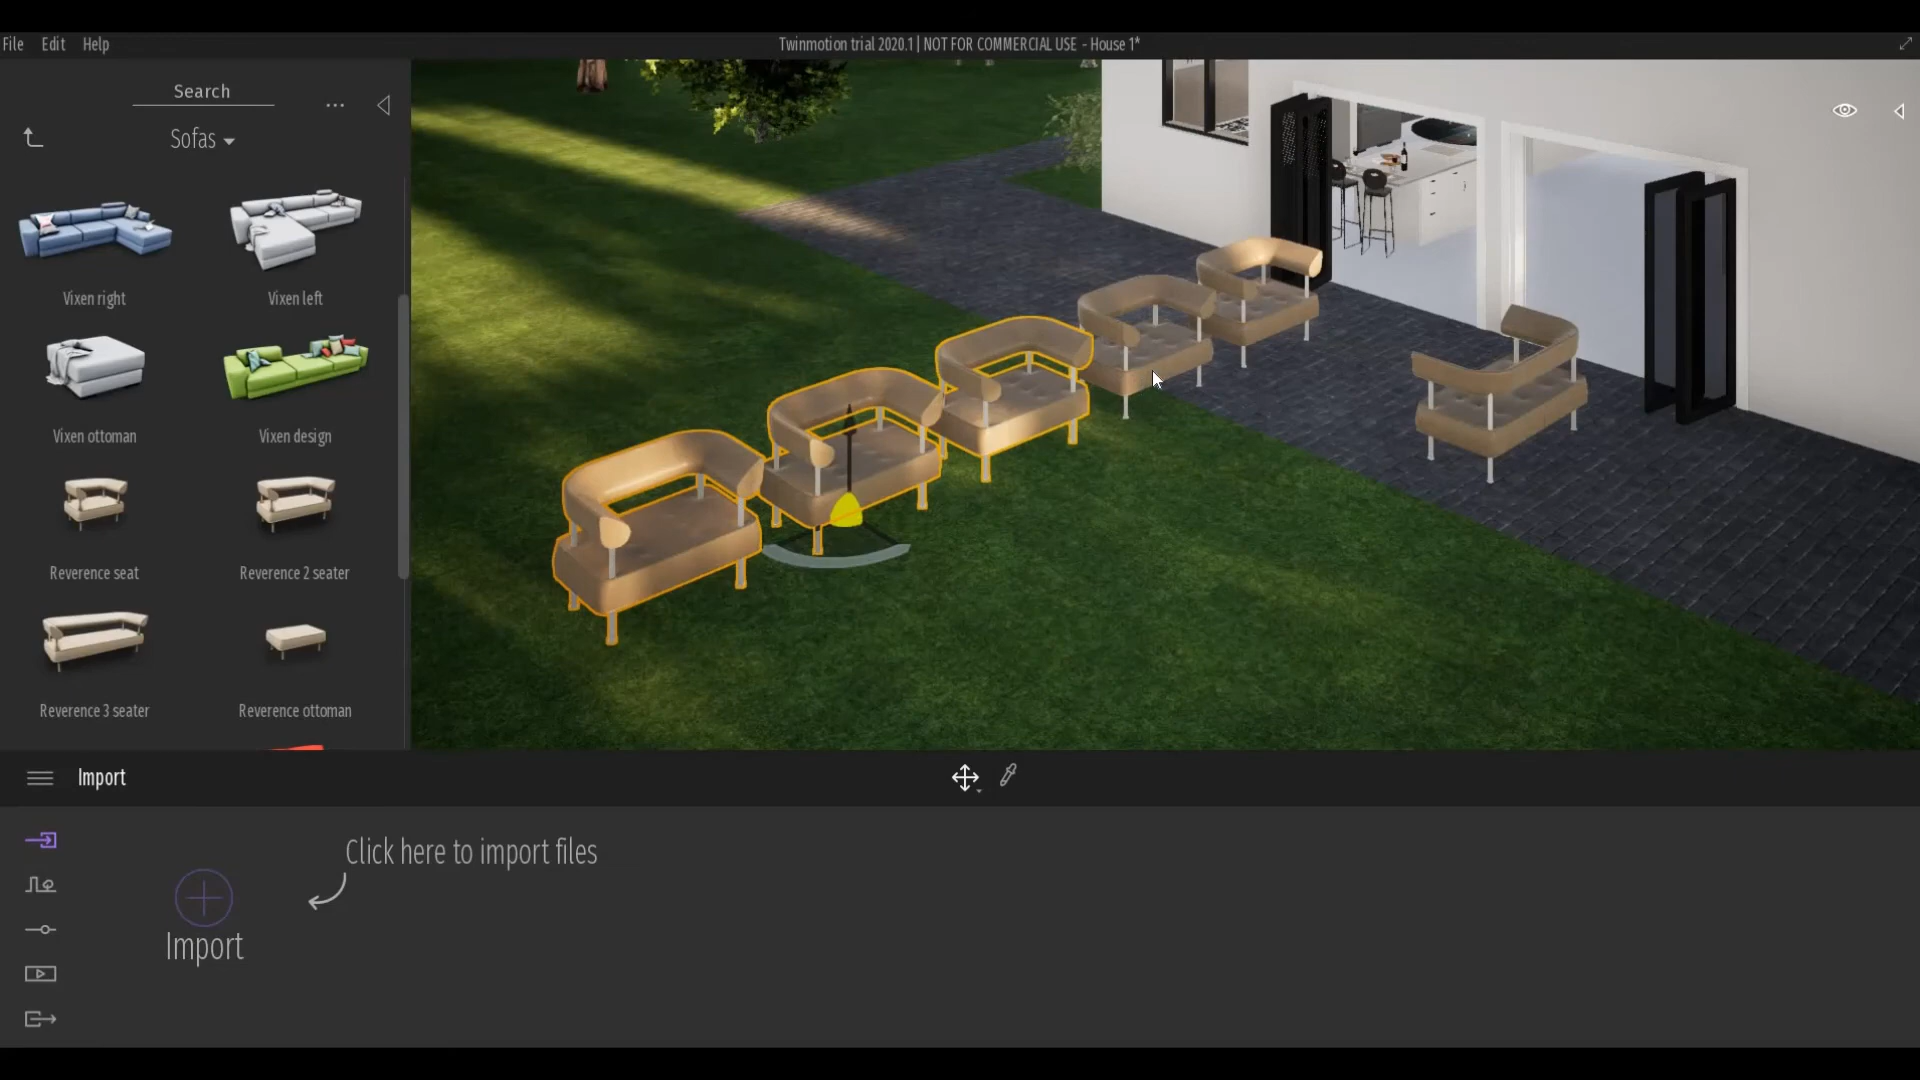 File Edit Help
Twinmotion trial 2020.1 | NOT FOR COMMERCIAL USE - House 1*
Search
...
Sofas
Vixen right
Vixen left
Vixen ottoman
Vixen design
Reverence seat
Reverence 2 seater
Reverence 3 seater
Reverence ottoman
Import
Click here to import files
Import